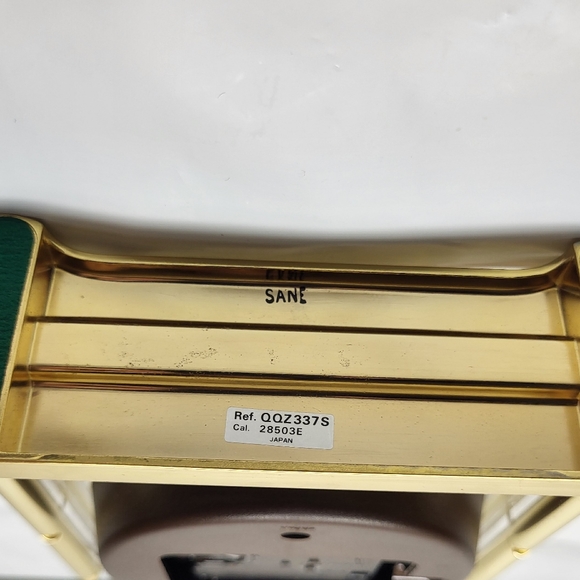 SANE
Ref. QQZ337S
Cal. 28503E
JAPAN